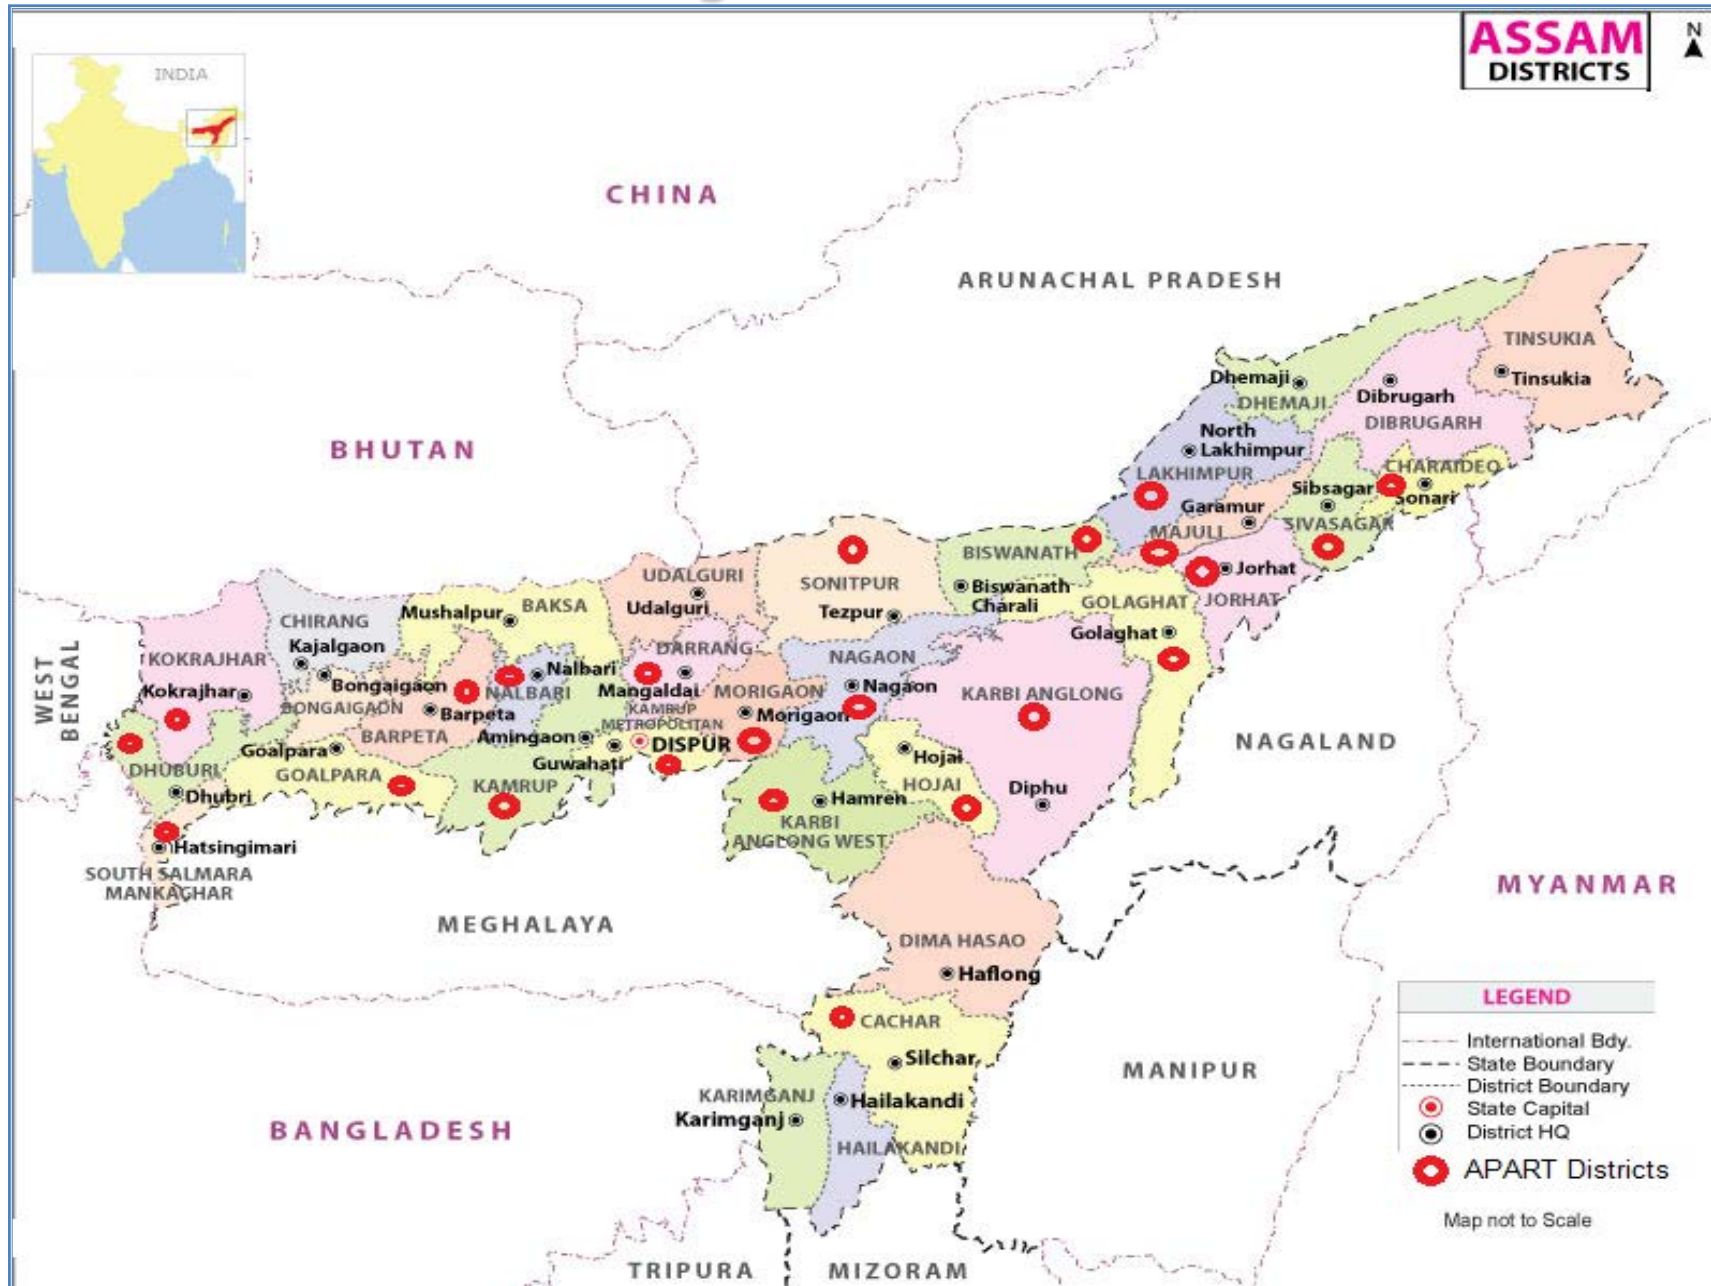 ASSAM
DISTRICTS
N
INDIA
CHINA
ARUNACHAL PRADESH
BHUTAN
TINSUKIA
Tinsukia
Dhemaji
DHEMAJI
Dibrugarh
DIBRUGARH
North
Lakhimpur
LAKHIMPUR
CHARAIDEO
Sonari
Sibsagar
SIVASAGAR
Garamur
MAJULI
Jorhat
JORHAT
BISWANATH
Biswanath
Charali
GOLAGHAT
Golaghat
SONITPUR
Tezpur
UDALGURI
Udalguri
DARRANG
Mangaldai
BAKSA
Mushalpur
CHIRANG
Kajalgaon
KOKRAJHAR
Kokrajhar
WEST
BENGAL
Bongaigaon
BONGAIGAON
Barpeta
BARPETA
Nalbari
NALBARI
Amingaon
KAMRUP
METROPOLITAN
DISPUR
Guwahati
KAMRUP
MORIGAON
Morigaon
NAGAON
Nagaon
KARBI ANGLONG
Diphu
Hojai
HOJAI
Hamren
KARBI
ANGLONG WEST
Goalpara
GOALPARA
DHUBURI
Dhubri
Hatsingimari
SOUTH SALMARA
MANKACHAR
NAGALAND
MYANMAR
MEGHALAYA
DIMA HASAO
Haflong
CACHAR
Silchar
KARIMGANJ
Karimganj
Hailakandi
HAILAKANDI
MANIPUR
BANGLADESH
TRIPURA
MIZORAM
LEGEND
International Bdy.
State Boundary
District Boundary
State Capital
District HQ
APART Districts
Map not to Scale